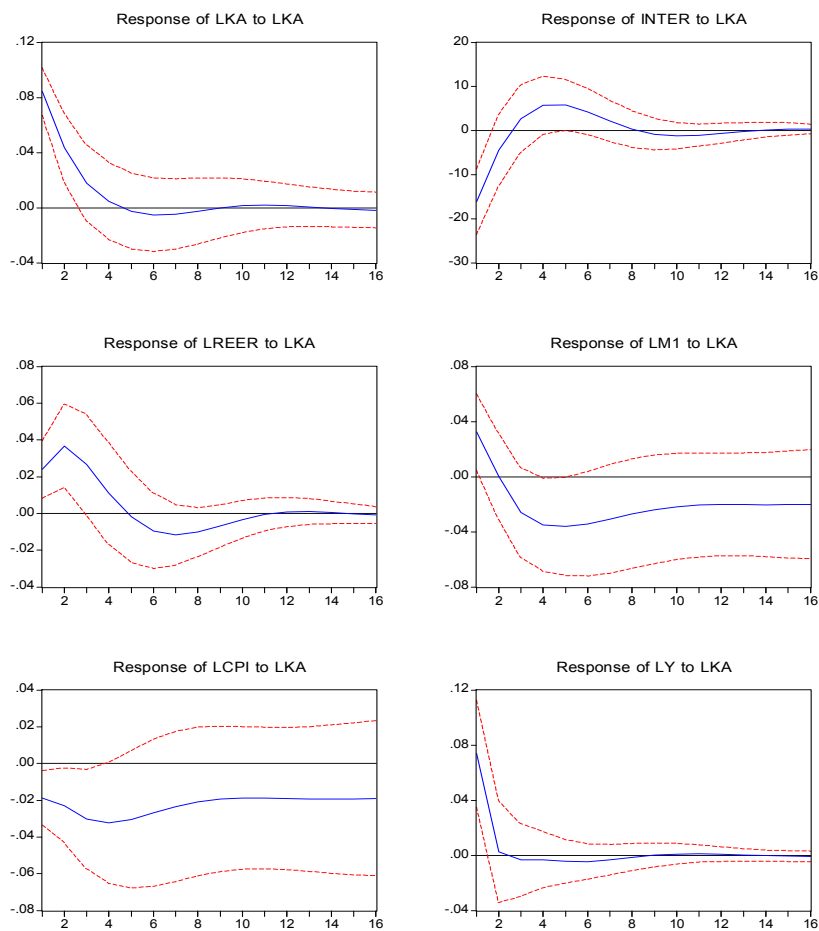 Response of LKA to LKA
.12
.08
.04
.00
-.04
2 4 6 8 10 12 14 16
Response of INTER to LKA
20
10
0
-10
-20
-30
2 4 6 8 10 12 14 16
Response of LREER to LKA
.08
.06
.04
.02
.00
-.02
-.04
2 4 6 8 10 12 14 16
Response of LM1 to LKA
.08
.04
.00
-.04
-.08
2 4 6 8 10 12 14 16
Response of LCPI to LKA
.04
.02
.00
-.02
-.04
-.06
-.08
2 4 6 8 10 12 14 16
Response of LY to LKA
.12
.08
.04
.00
-.04
2 4 6 8 10 12 14 16